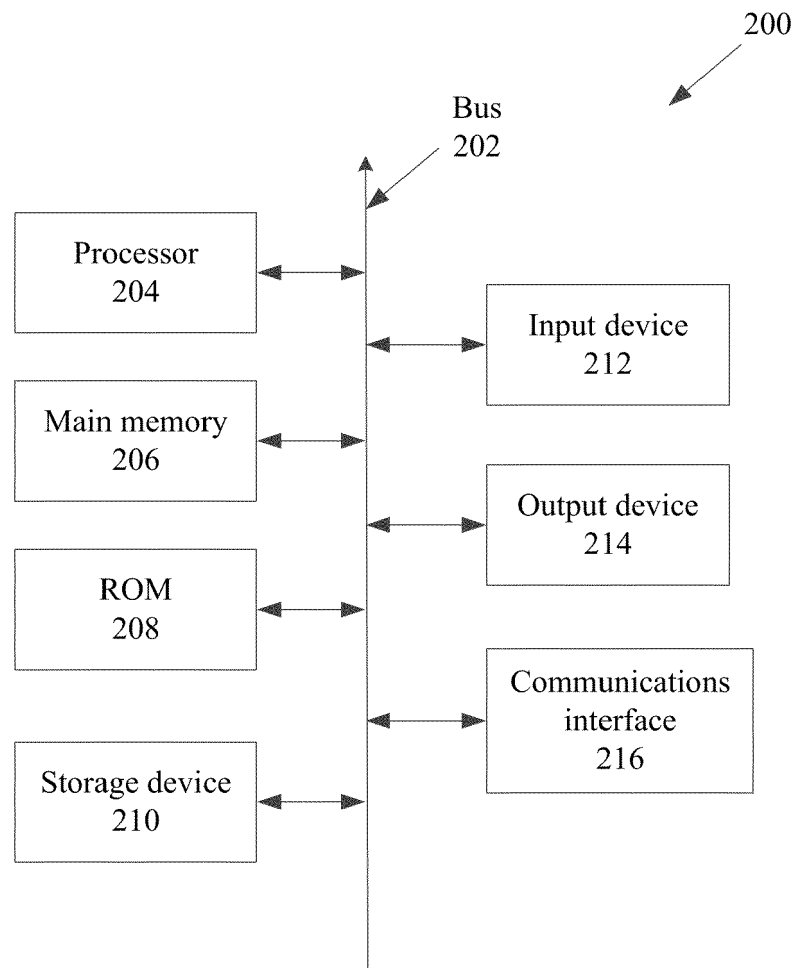 200
Bus
202
Processor
204
Input device
212
Main memory
206
Output device
214
ROM
208
Communications
interface
216
Storage device
210